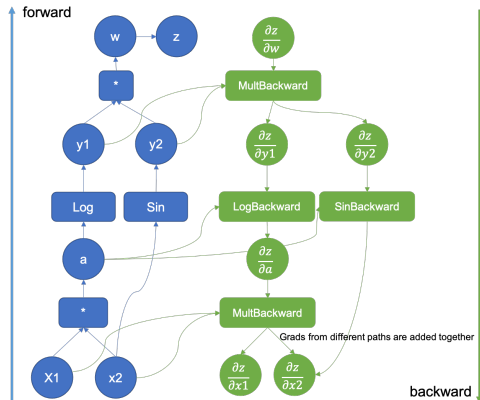 forward
w
z
∂z
∂w
*
MultBackward
y1
y2
∂z
∂y1
∂z
∂y2
Log
Sin
LogBackward
SinBackward
a
∂z
∂a
*
MultBackward
Grads from different paths are added together
X1
x2
∂z
∂x1
∂z
∂x2
backward